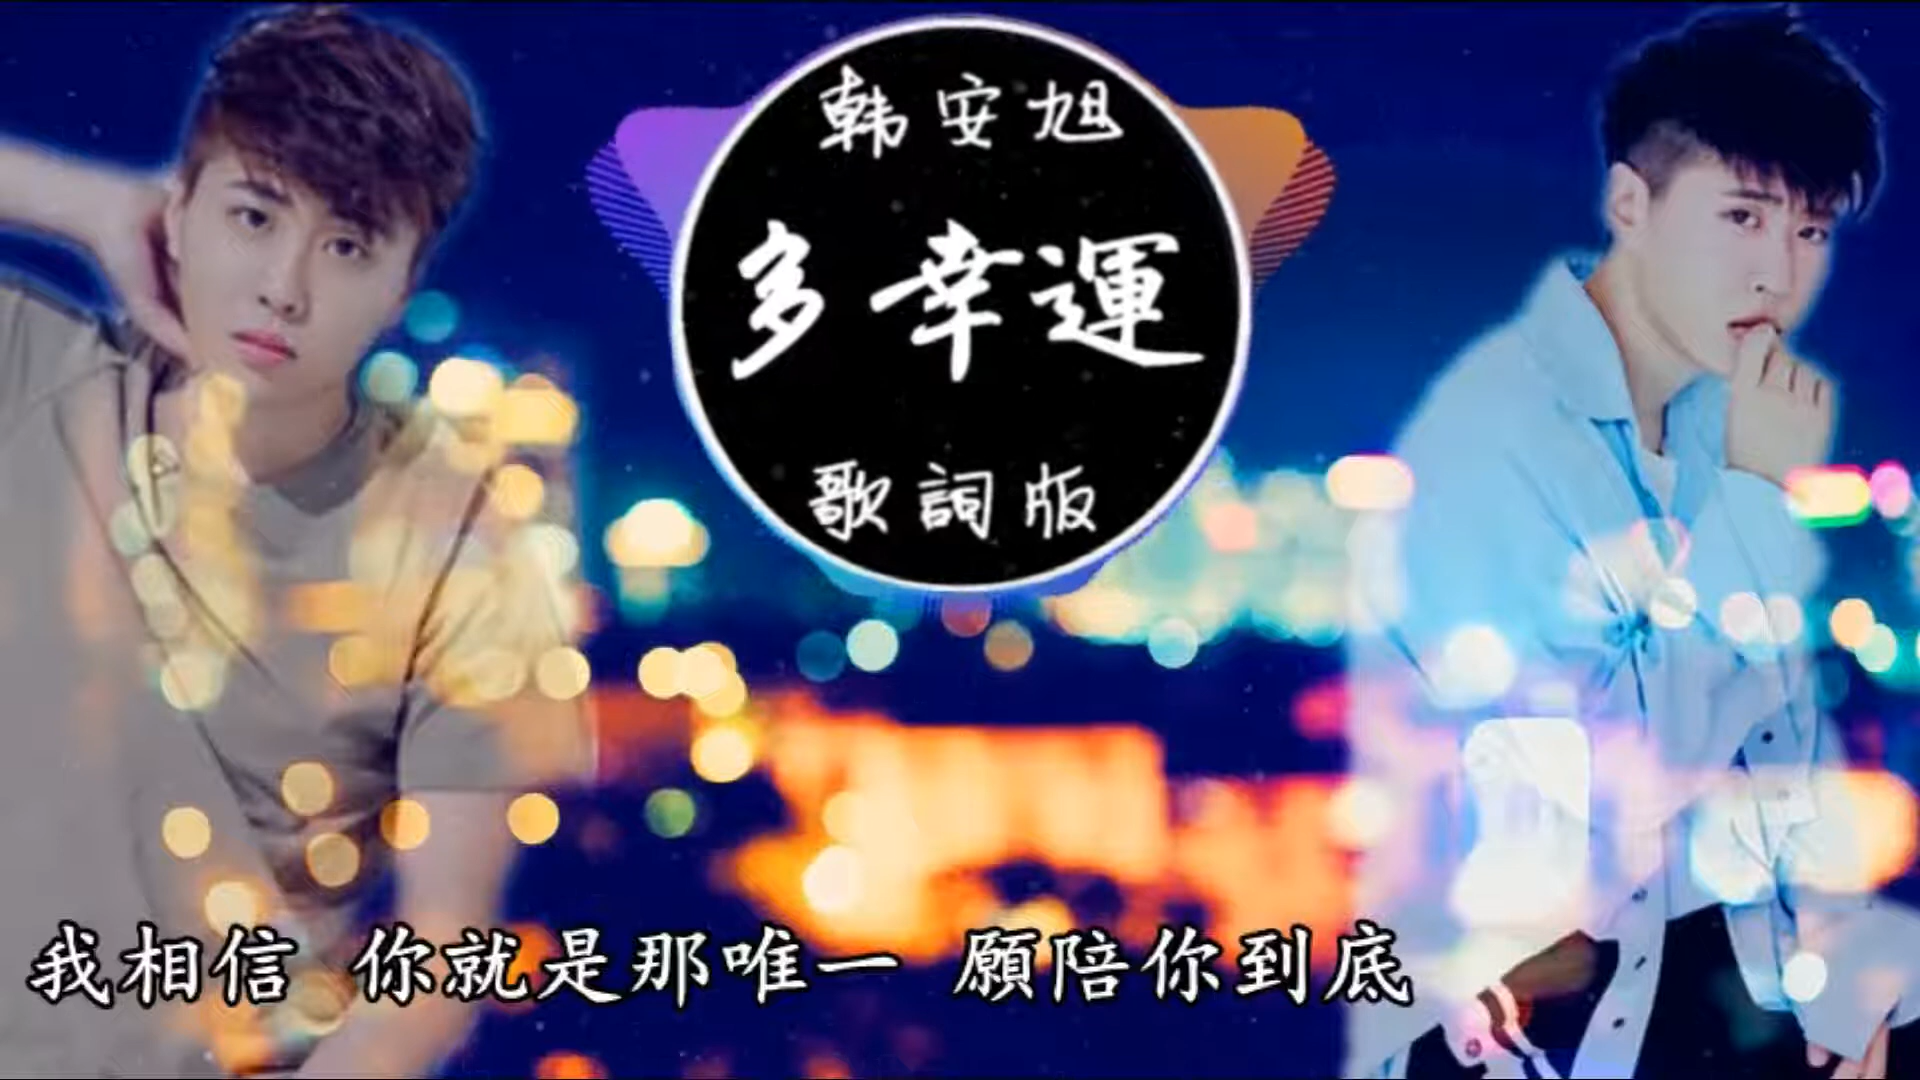 韩安旭
多幸運
歌詞版
我相信 你就是那唯一 願陪你到底